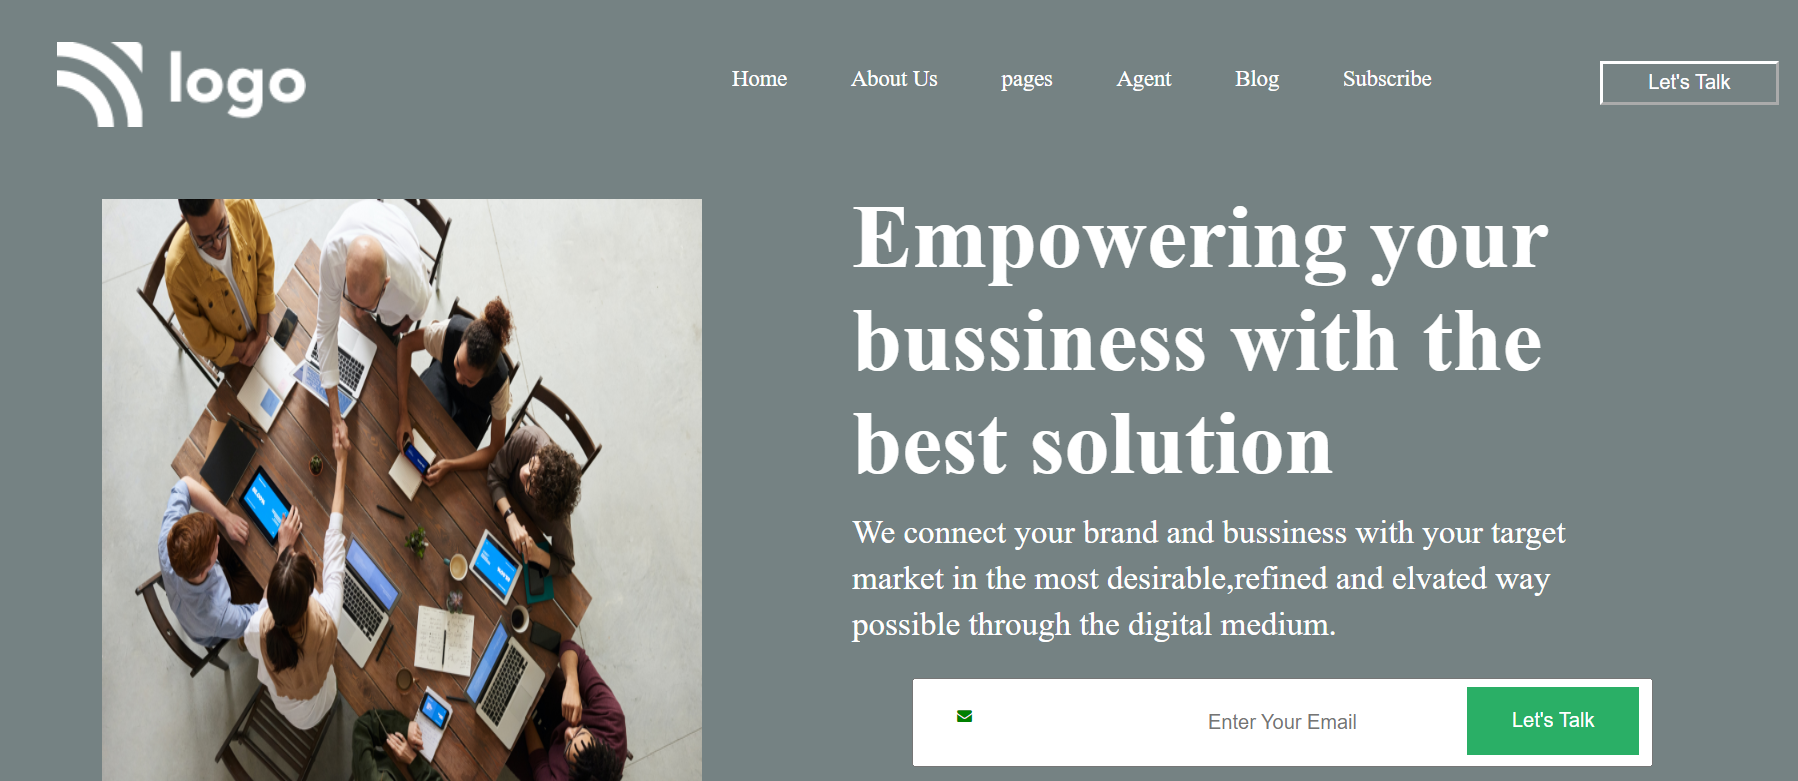 logo
Home About Us pages Agent Blog Subscribe Let's Talk
Empowering your
bussiness with the
best solution
We connect your brand and bussiness with your target
market in the most desirable,refined and elvated way
possible through the digital medium.
Enter Your Email Let's Talk